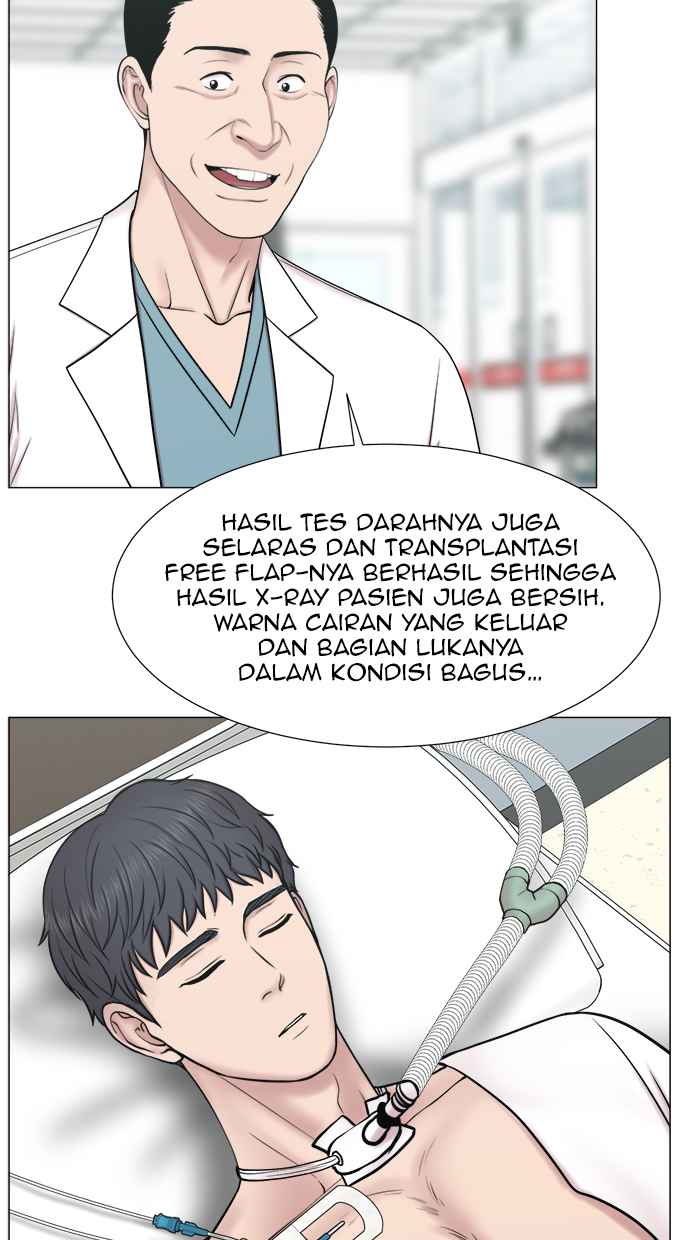 HASIL TES DARAHNYA JUGA
SELARAS DAN TRANSPLANTASI
FREE FLAP-NYA BERHASIL SEHINGGA
HASIL X-RAY PASIEN JUGA BERSIH.
WARNA CAIRAN YANG KELUAR
DAN BAGIAN LUKANYA
DALAM KONDISI BAGUS...